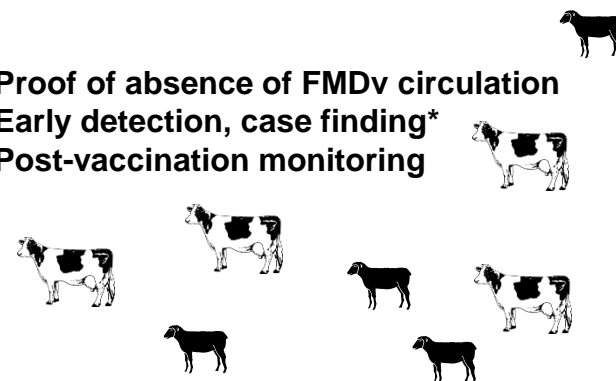 Proof of absence of FMDv circulation
Early detection, case finding*
Post-vaccination monitoring